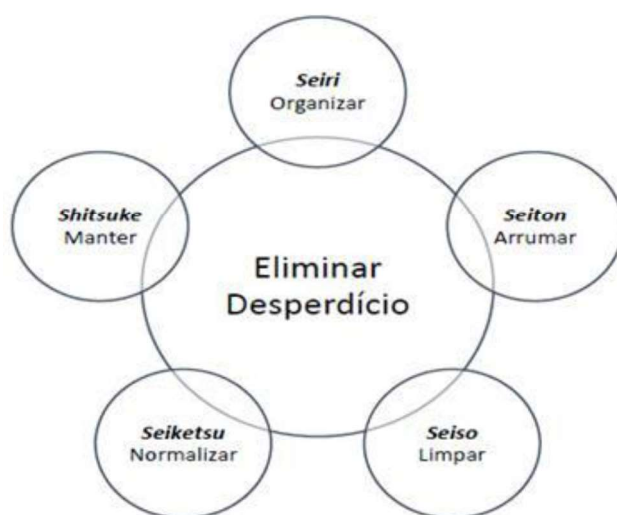 Seiri
Organizar
Seiton
Arrumar
Seiso
Limpar
Seiketsu
Normalizar
Shitsuke
Manter
Eliminar
Desperdício